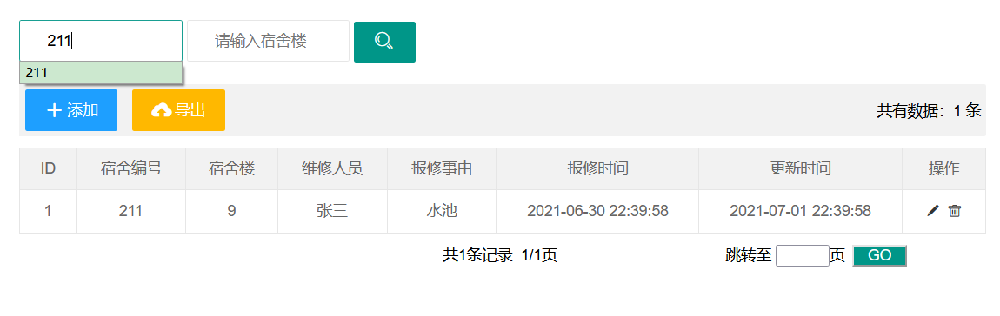 211 请输入宿舍楼
211
添加 导出 共有数据：1 条
ID 宿舍编号 宿舍楼 维修人员 报修事由 报修时间 更新时间 操作
1 211 9 张三 水池 2021-06-30 22:39:58 2021-07-01 22:39:58
共1条记录 1/1页 跳转至 页 GO